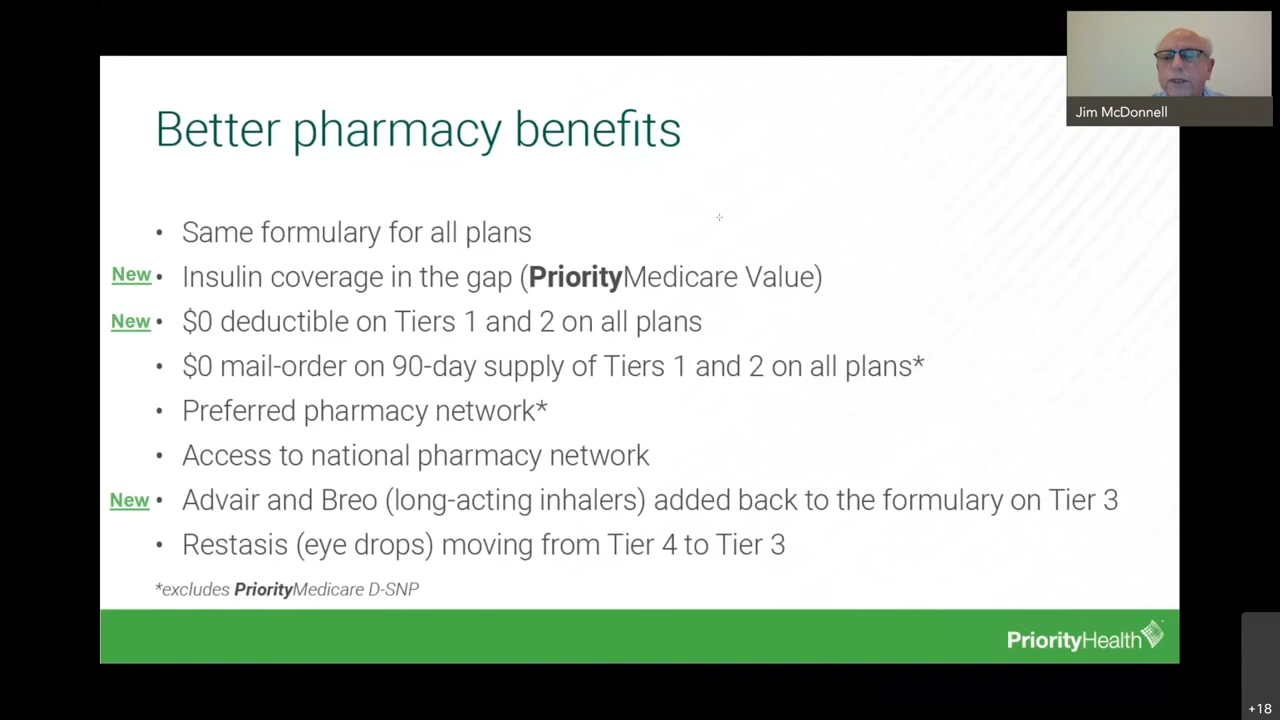 Jim McDonnell
Better pharmacy benefits
• Same formulary for all plans
New • Insulin coverage in the gap (PriorityMedicare Value)
New • $0 deductible on Tiers 1 and 2 on all plans
• $0 mail-order on 90-day supply of Tiers 1 and 2 on all plans*
• Preferred pharmacy network*
• Access to national pharmacy network
New • Advair and Breo (long-acting inhalers) added back to the formulary on Tier 3
• Restasis (eye drops) moving from Tier 4 to Tier 3
*excludes PriorityMedicare D-SNP
PriorityHealth
+18